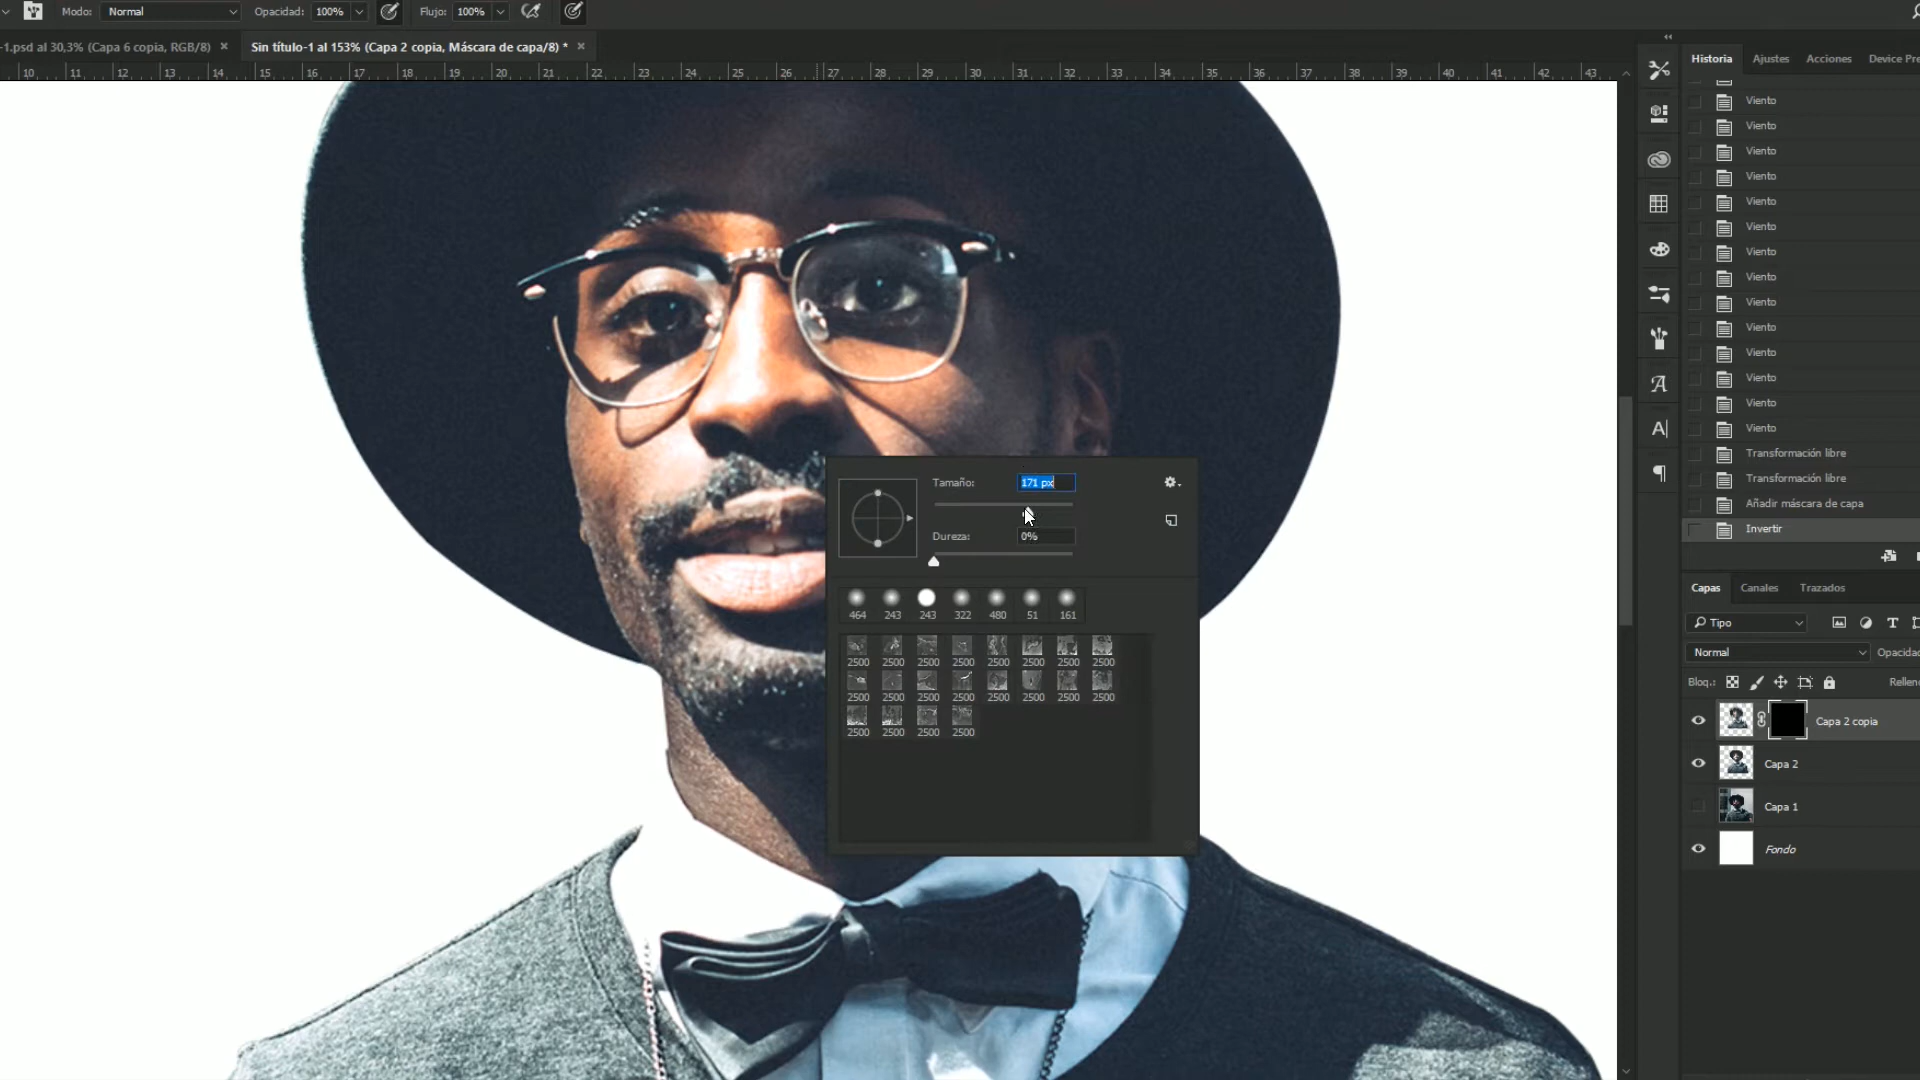 Modo: Normal Opacidad: 100% Flujo: 100%
-1.psd al 30,3% (Capa 6 copia, RGB/8) × Sin título-1 al 153% (Capa 2 copia, Máscara de capa/8) * ×
10 11 12 13 14 15 16 17 18 19 20 21 22 23 24 25 26 27 28 29 30 31 32 33 34 35 36 37 38 39 40 41 42 43
Historia Ajustes Acciones Device Pre
Viento
Viento
Viento
Viento
Viento
Viento
Viento
Viento
Viento
Viento
Viento
Viento
Viento
Viento
Transformación libre
Transformación libre
Añadir máscara de capa
Invertir
Tamaño: 171 px
Dureza: 0%
464 243 243 322 480 51 161
2500 2500 2500 2500 2500 2500 2500 2500
2500 2500 2500 2500 2500 2500 2500 2500
2500 2500 2500 2500
Capas Canales Trazados
Tipo
Normal Opacidad
Bloq.: Rellen
Capa 2 copia
Capa 2
Capa 1
Fondo